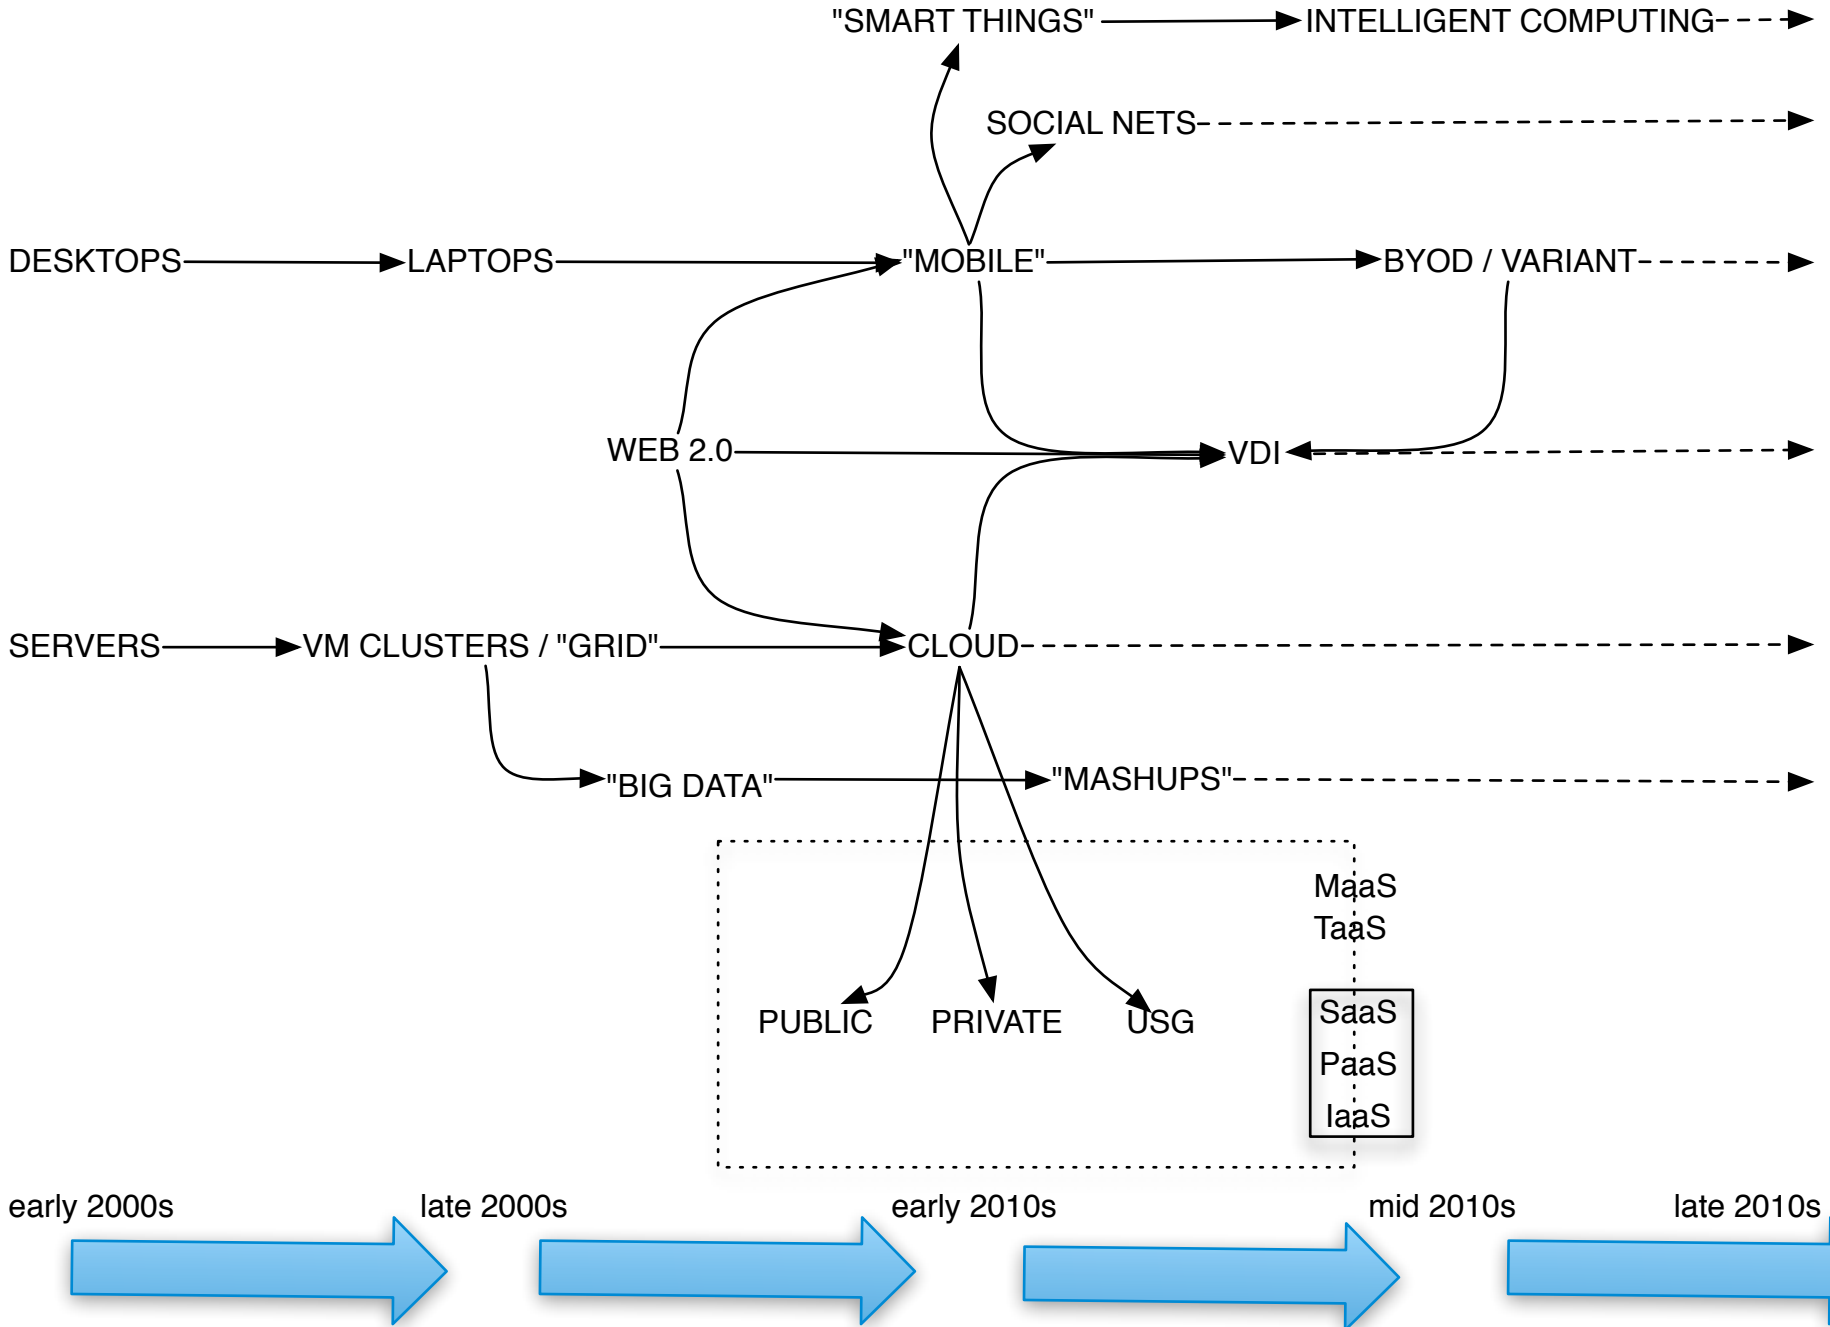 "SMART THINGS" INTELLIGENT COMPUTING
SOCIAL NETS
DESKTOPS LAPTOPS "MOBILE" BYOD / VARIANT
WEB 2.0 VDI
SERVERS VM CLUSTERS / "GRID" CLOUD
"BIG DATA" "MASHUPS"
MaaS
TaaS
SaaS
PUBLIC PRIVATE USG
PaaS
IaaS
early 2000s late 2000s early 2010s mid 2010s late 2010s